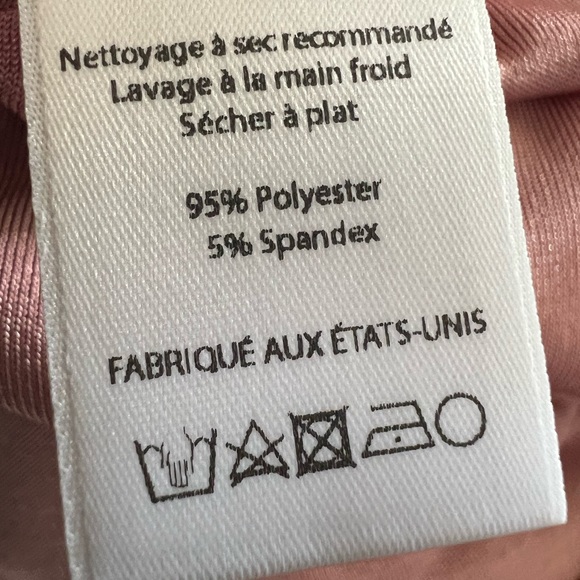 Nettoyage à sec recommandé
Lavage à la main froid
Sécher à plat
95% Polyester
5% Spandex
FABRIQUÉ AUX ÉTATS-UNIS